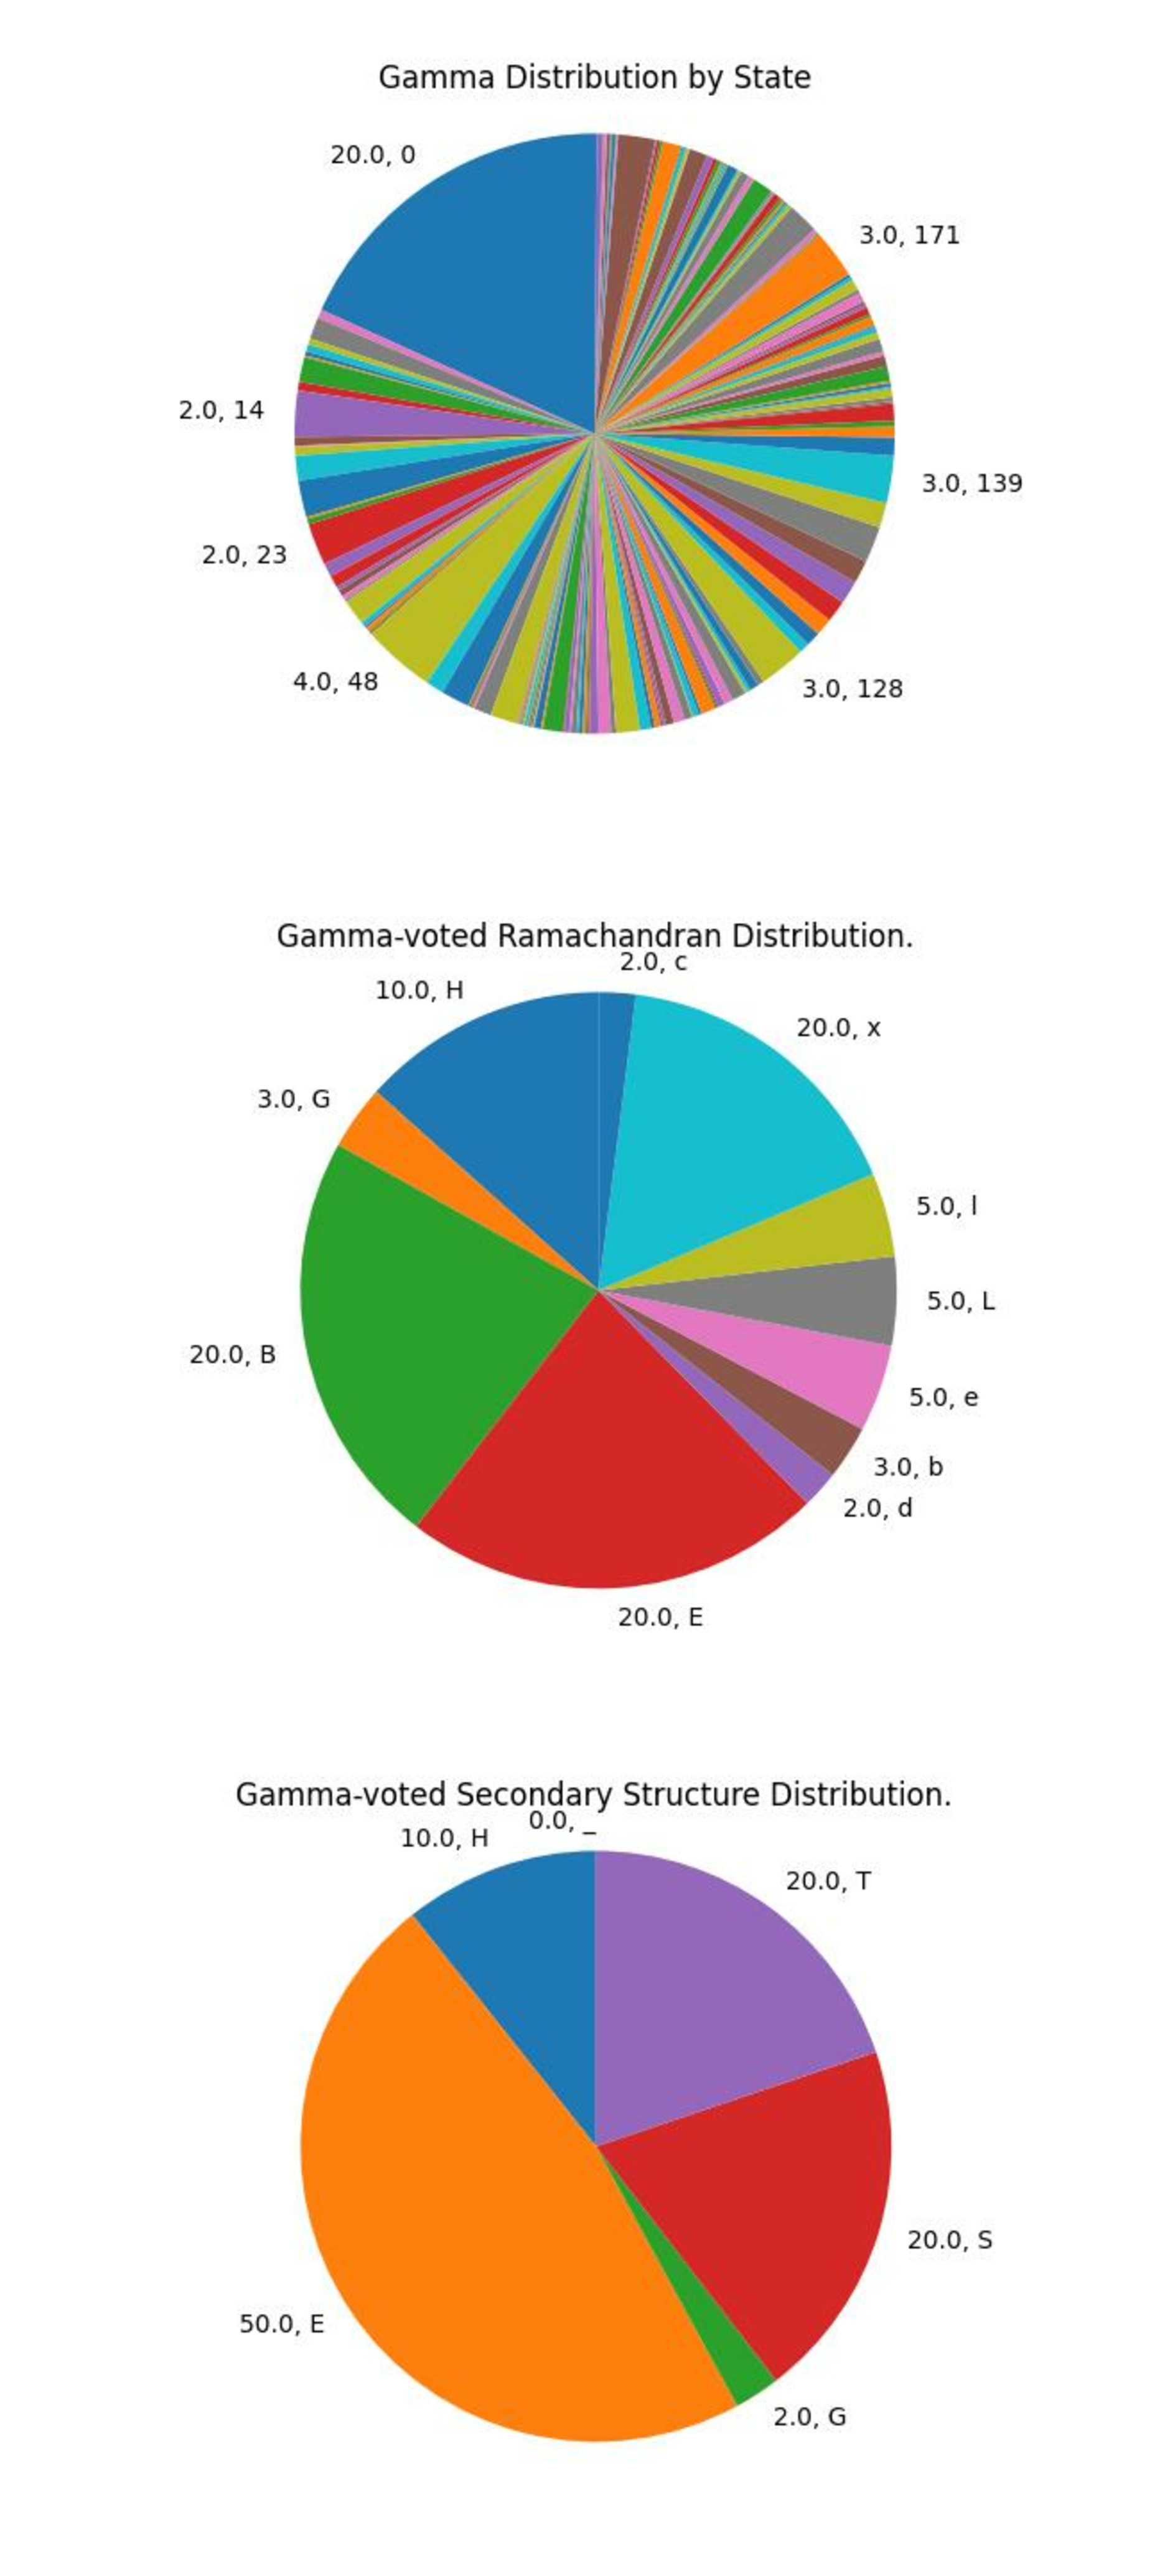 Gamma Distribution by State
20.0, 0
3.0, 171
2.0, 14
3.0, 139
2.0, 23
4.0, 48
3.0, 128
Gamma-voted Ramachandran Distribution.
2.0, c
10.0, H
20.0, x
3.0, G
5.0, l
5.0, L
20.0, B
5.0, e
3.0, b
2.0, d
20.0, E
Gamma-voted Secondary Structure Distribution.
0.0, _
10.0, H
20.0, T
20.0, S
50.0, E
2.0, G